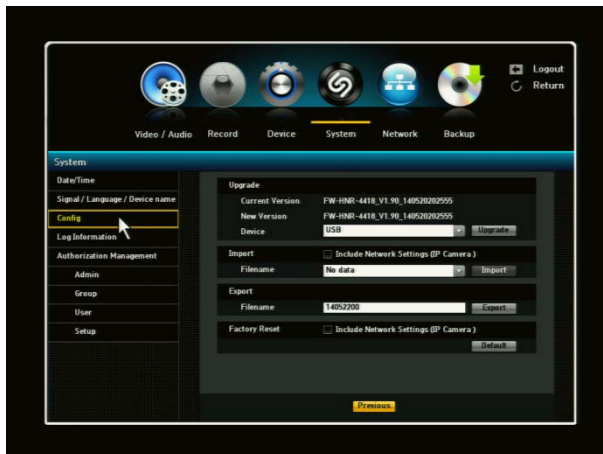 Logout
Return
Video / Audio Record Device System Network Backup
System
Date/Time
Signal / Language / Device name
Config
Log Information
Authorization Management
Admin
Group
User
Setup
Upgrade
Current Version FW-HNR-4418_V1.90_140520202555
New Version FW-HNR-4418_V1.90_140520202555
Device USB Upgrade
Import Include Network Settings (IP Camera )
Filename No data Import
Export
Filename 14052200 Export
Factory Reset Include Network Settings (IP Camera )
Default
Previous